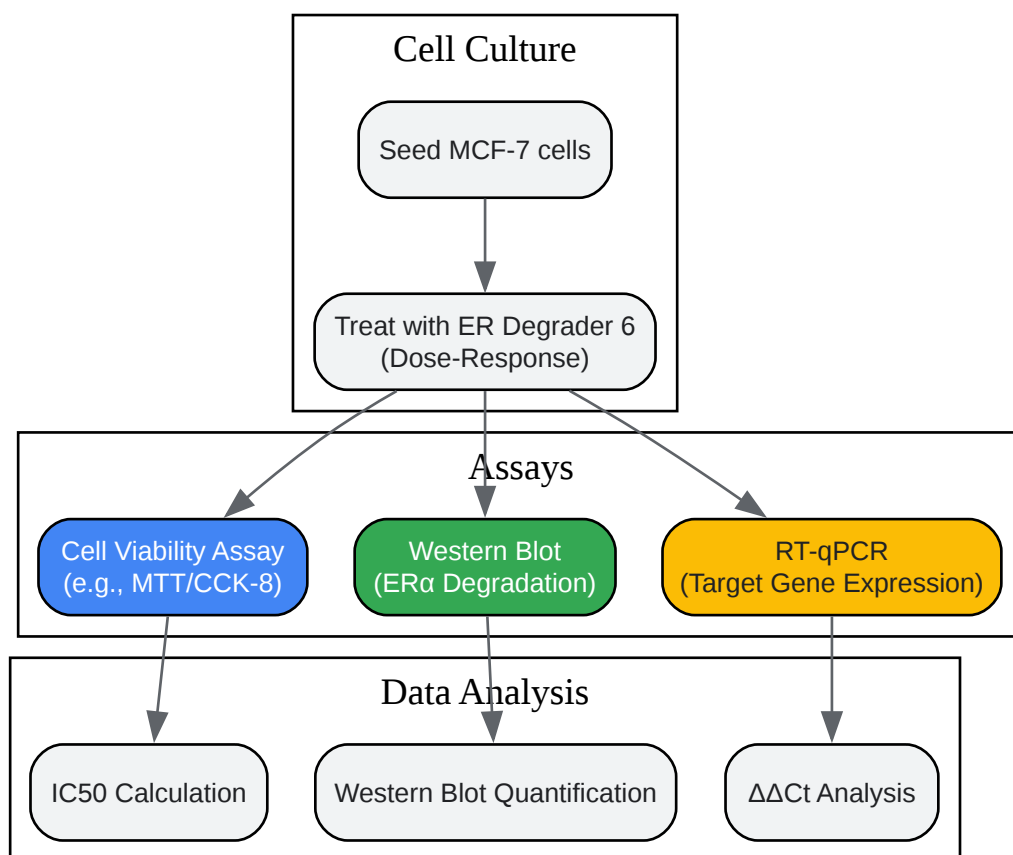 Cell Culture
Seed MCF-7 cells
Treat with ER Degrader 6
(Dose-Response)
Assays
Cell Viability Assay
(e.g., MTT/CCK-8)
Western Blot
(ERα Degradation)
RT-qPCR
(Target Gene Expression)
Data Analysis
IC50 Calculation
Western Blot Quantification
ΔΔCt Analysis